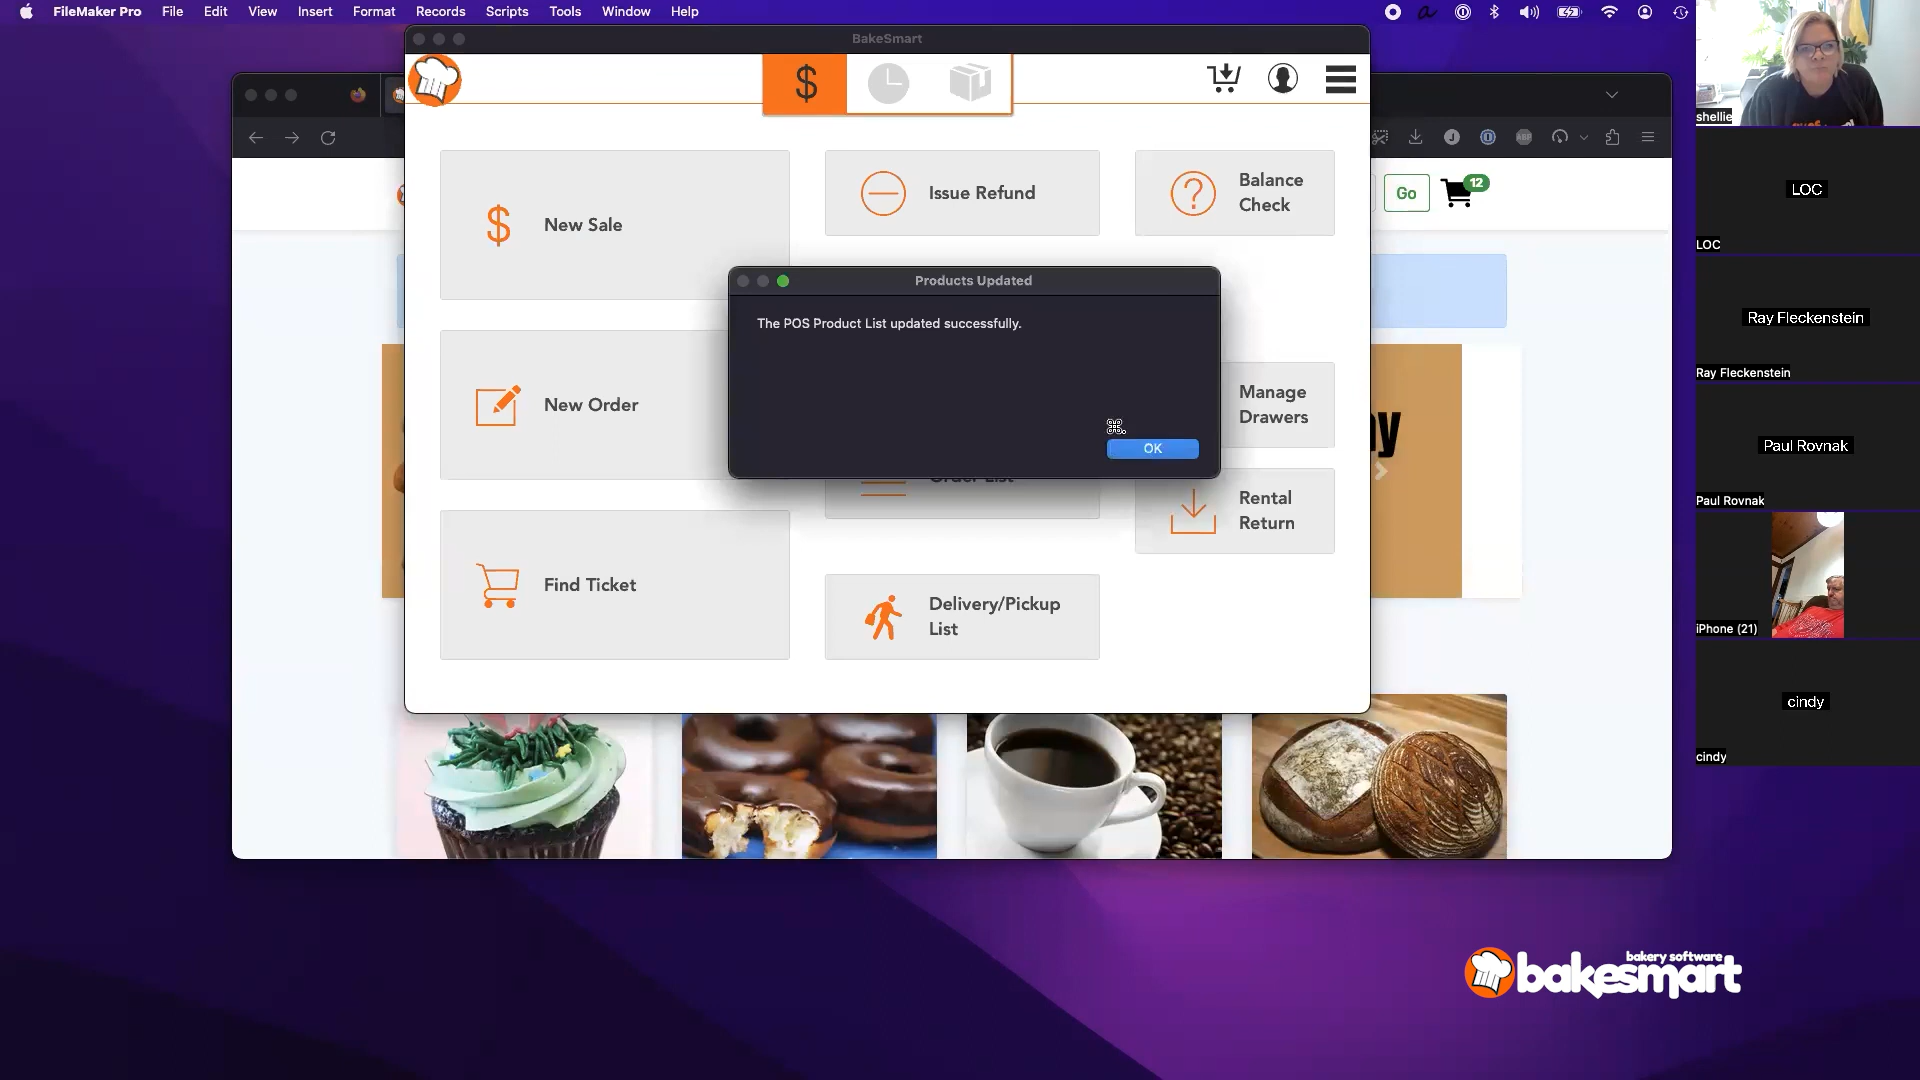 FileMaker Pro File Edit View Insert Format Records Scripts Tools Window Help
BakeSmart
New Sale
Issue Refund
Balance
Check
Go
12
Products Updated
The POS Product List updated successfully.
OK
New Order
Manage
Drawers
Order List
Rental
Return
Find Ticket
Delivery/Pickup
List
bakery software
bakesmart
shellie
LOC
LOC
Ray Fleckenstein
Ray Fleckenstein
Paul Rovnak
Paul Rovnak
iPhone (21)
cindy
cindy